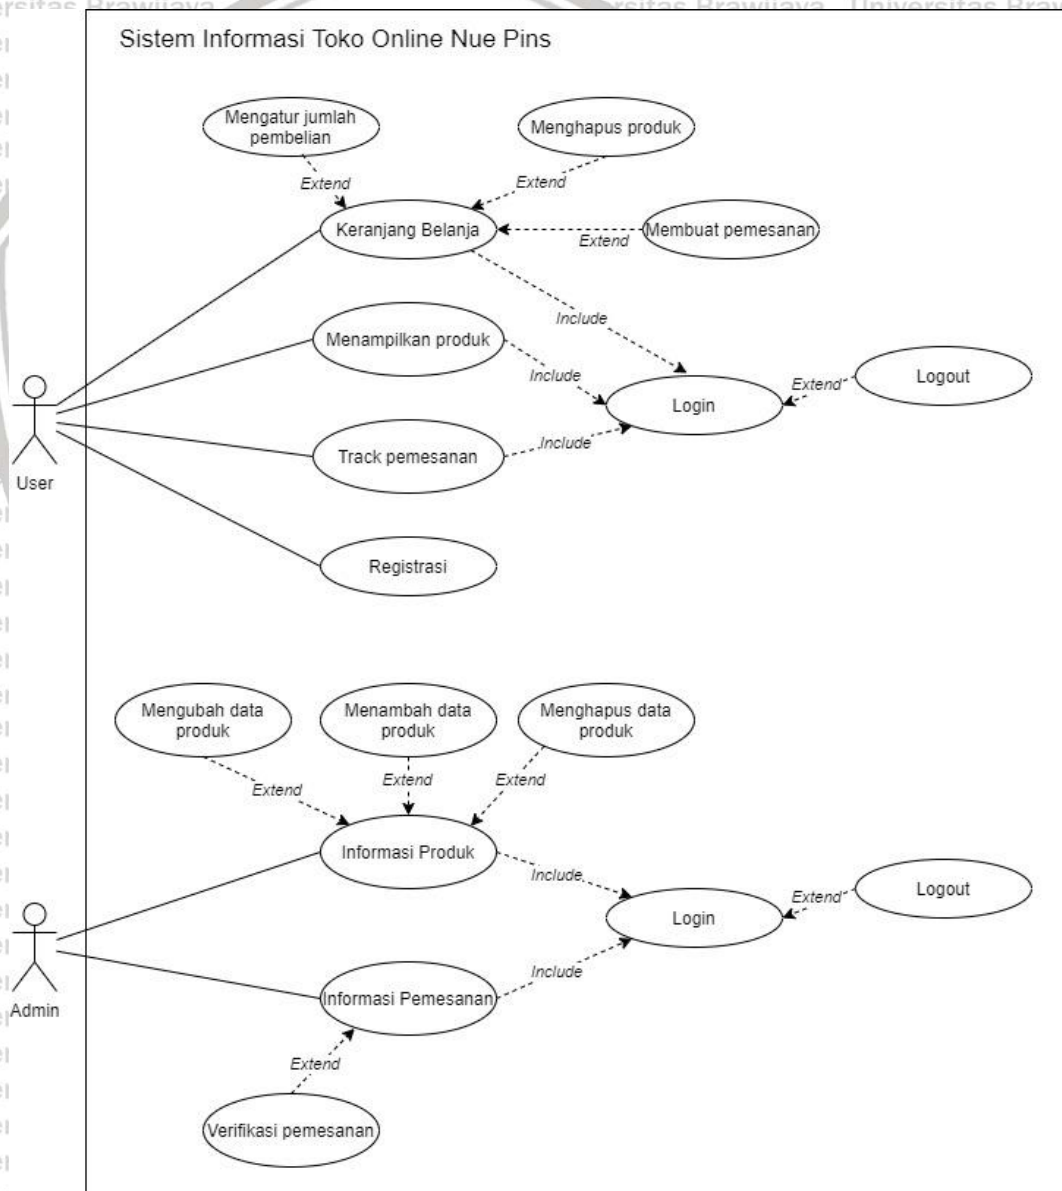 Sistem Informasi Toko Online Nue Pins
Mengatur jumlah
pembelian
Menghapus produk
Extend
Extend
Keranjang Belanja
Extend
Membuat pemesanan
Include
Menampilkan produk
Include
Login
Extend
Logout
Include
Track pemesanan
User
Registrasi
Mengubah data
produk
Menambah data
produk
Menghapus data
produk
Extend
Extend
Extend
Informasi Produk
Include
Login
Extend
Logout
Include
Informasi Pemesanan
Admin
Extend
Verifikasi pemesanan